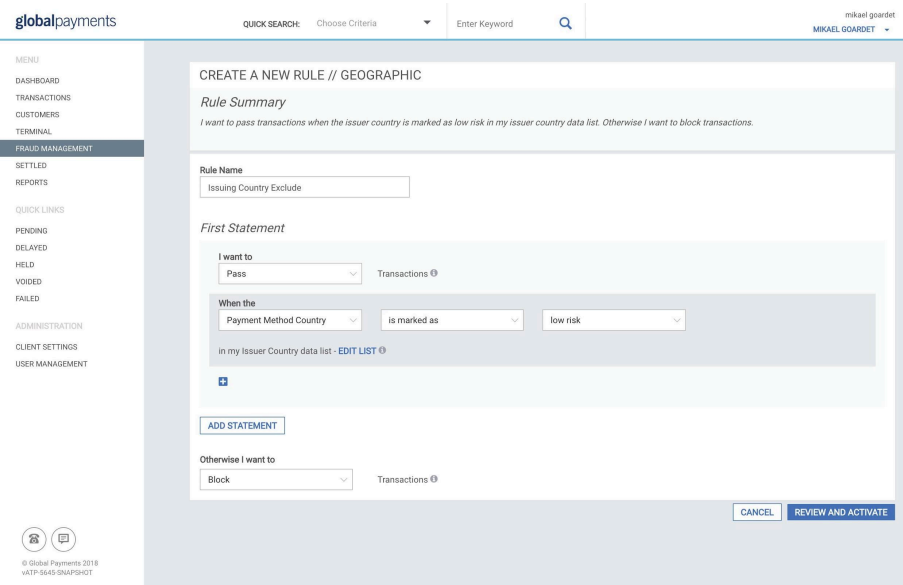 globalpayments
QUICK SEARCH: Choose Criteria Enter Keyword
mikael goardet
MIKAEL GOARDET
MENU
DASHBOARD
TRANSACTIONS
CUSTOMERS
TERMINAL
FRAUD MANAGEMENT
SETTLED
REPORTS
QUICK LINKS
PENDING
DELAYED
HELD
VOIDED
FAILED
ADMINISTRATION
CLIENT SETTINGS
USER MANAGEMENT
© Global Payments 2018
vATP-5645-SNAPSHOT
CREATE A NEW RULE // GEOGRAPHIC
Rule Summary
I want to pass transactions when the issuer country is marked as low risk in my issuer country data list. Otherwise I want to block transactions.
Rule Name
Issuing Country Exclude
First Statement
I want to
Pass Transactions
When the
Payment Method Country is marked as low risk
in my Issuer Country data list - EDIT LIST
ADD STATEMENT
Otherwise I want to
Block Transactions
CANCEL REVIEW AND ACTIVATE